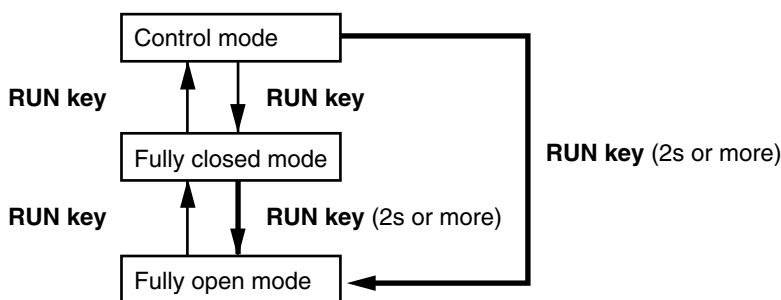 Control mode
RUN key
RUN key
Fully closed mode
RUN key (2s or more)
RUN key
RUN key (2s or more)
Fully open mode